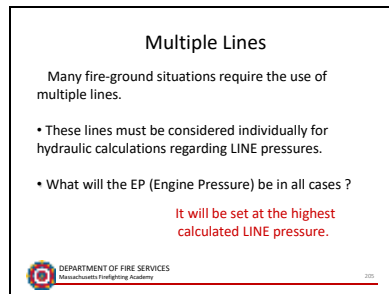 Multiple Lines
Many fire-ground situations require the use of
multiple lines.
• These lines must be considered individually for
hydraulic calculations regarding LINE pressures.
• What will the EP (Engine Pressure) be in all cases ?
It will be set at the highest
calculated LINE pressure.
DEPARTMENT OF FIRE SERVICES
Massachusetts Firefighting Academy
205